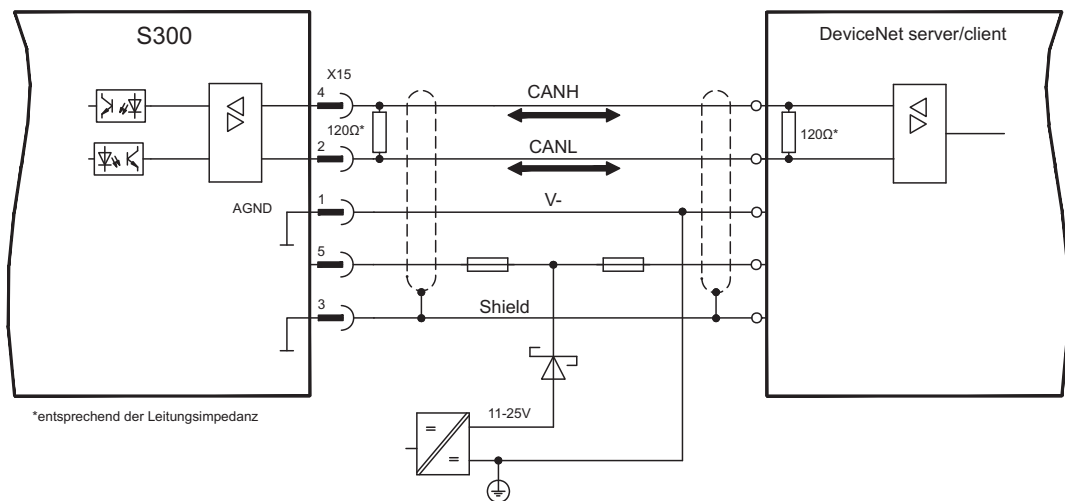 S300
DeviceNet server/client
X15
4
CANH
120Ω*
120Ω*
2
CANL
AGND
1
V-
5
3
Shield
*entsprechend der Leitungsimpedanz
11-25V
=
=